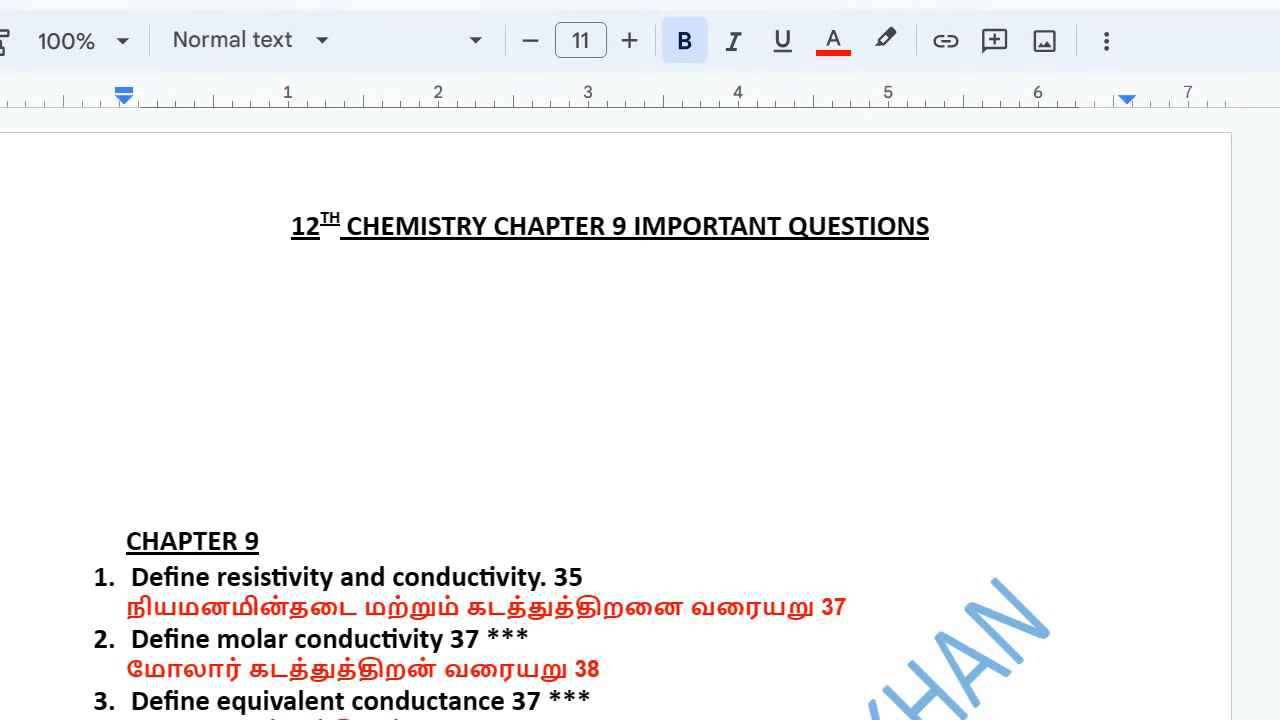 100% Normal text 11 B I U A
1 2 3 4 5 6 7
12TH CHEMISTRY CHAPTER 9 IMPORTANT QUESTIONS
CHAPTER 9
1. Define resistivity and conductivity. 35
நியமனமின்தடை மற்றும் கடத்துத்திறனை வரையறு 37
2. Define molar conductivity 37 ***
மோலார் கடத்துத்திறன் வரையறு 38
3. Define equivalent conductance 37 ***
KHAN